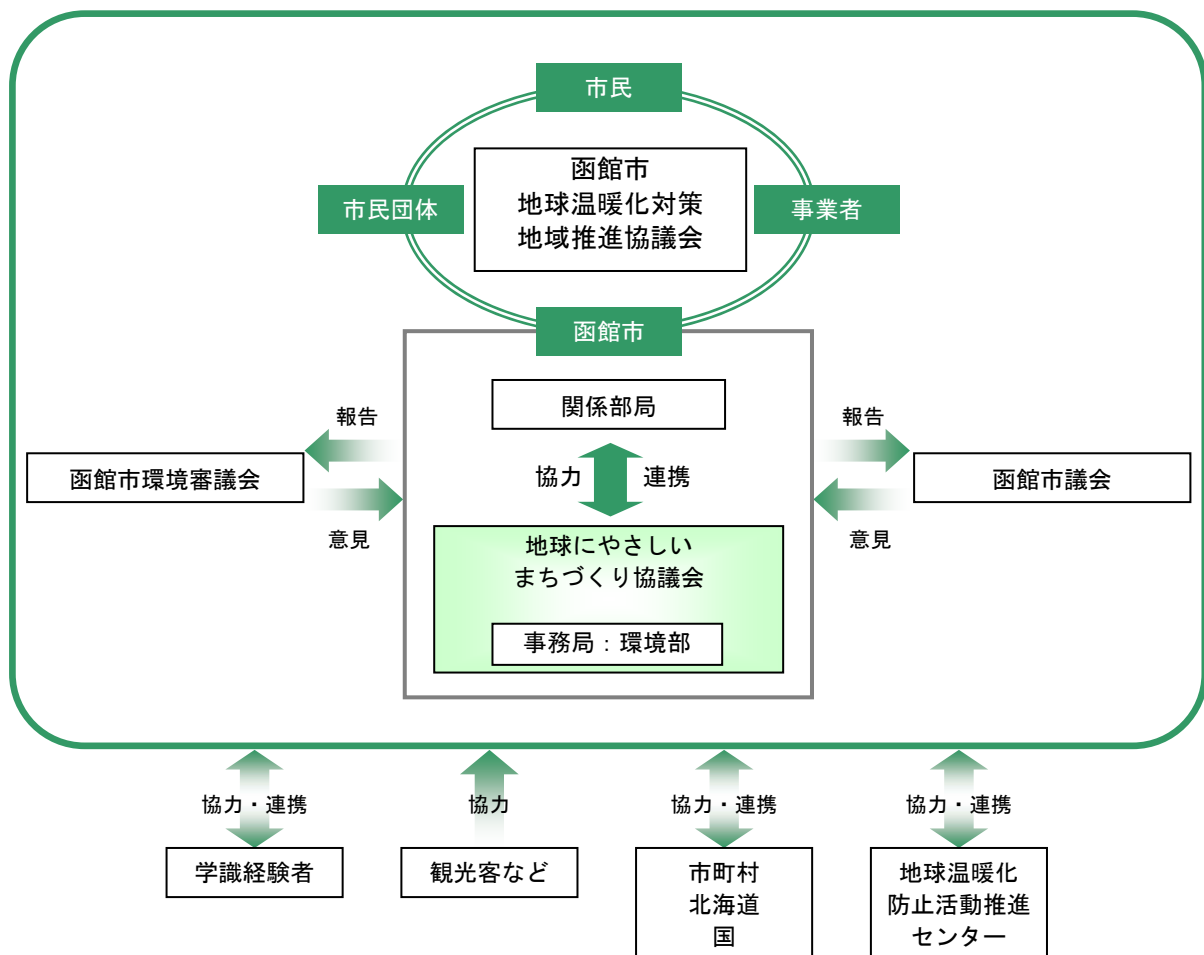 市民
函館市
地球温暖化対策
地域推進協議会
市民団体
事業者
函館市
関係部局
報告
報告
函館市環境審議会
協力
連携
函館市議会
意見
意見
地球にやさしい
まちづくり協議会
事務局：環境部
協力・連携
協力
協力・連携
協力・連携
学識経験者
観光客など
市町村
北海道
国
地球温暖化
防止活動推進
センター